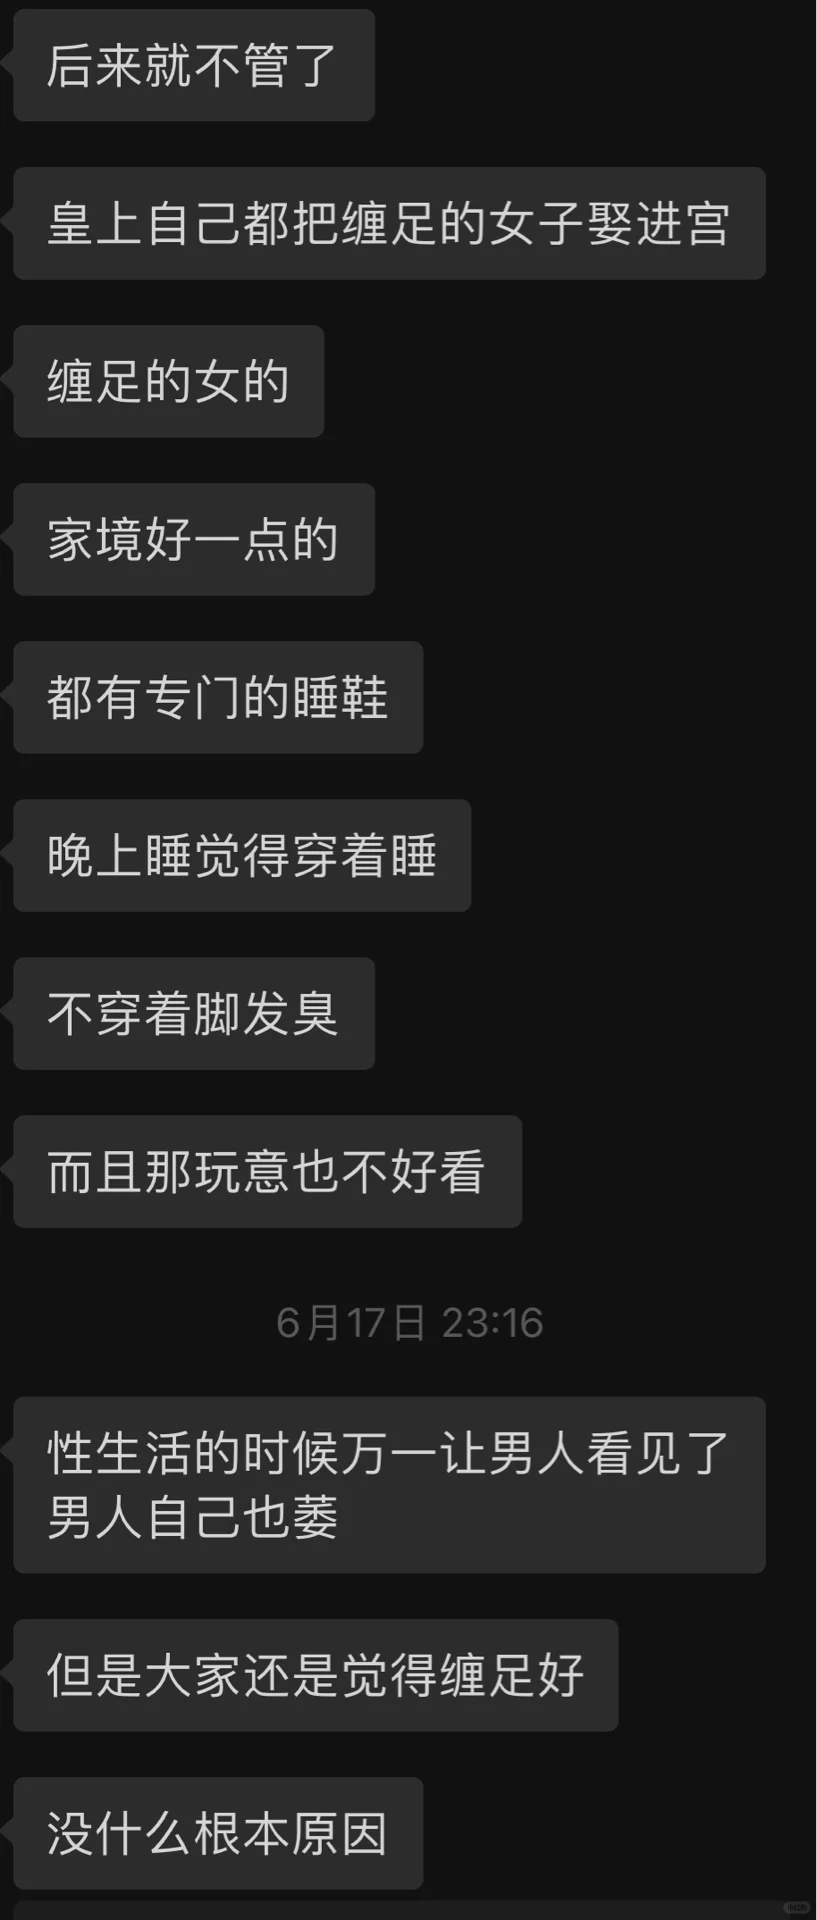 后来就不管了
皇上自己都把缠足的女子娶进宫
缠足的女的
家境好一点的
都有专门的睡鞋
晚上睡觉得穿着睡
不穿着脚发臭
而且那玩意也不好看
6月17日 23:16
性生活的时候万一让男人看见了
男人自己也萎
但是大家还是觉得缠足好
没什么根本原因